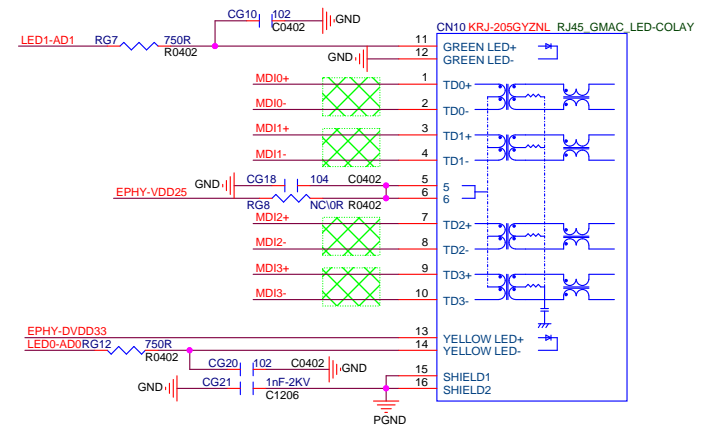 CG10 102 GND
C0402
CN10 KRJ-205GYZNL RJ45_GMAC_LED-COLAY
LED1-AD1 RG7 750R
R0402
11 GREEN LED+
GND 12 GREEN LED-
MDI0+ 1 TD0+
MDI0- 2 TD0-
MDI1+ 3 TD1+
MDI1- 4 TD1-
GND CG18 104 C0402 5 5
EPHY-VDD25 6 6
RG8 NC\0R R0402
MDI2+ 7 TD2+
MDI2- 8 TD2-
MDI3+ 9 TD3+
MDI3- 10 TD3-
EPHY-DVDD33 13 YELLOW LED+
LED0-AD0 RG12 750R 14 YELLOW LED-
R0402
CG20 102 C0402 GND
15 SHIELD1
GND CG21 1nF-2KV 16 SHIELD2
C1206
PGND